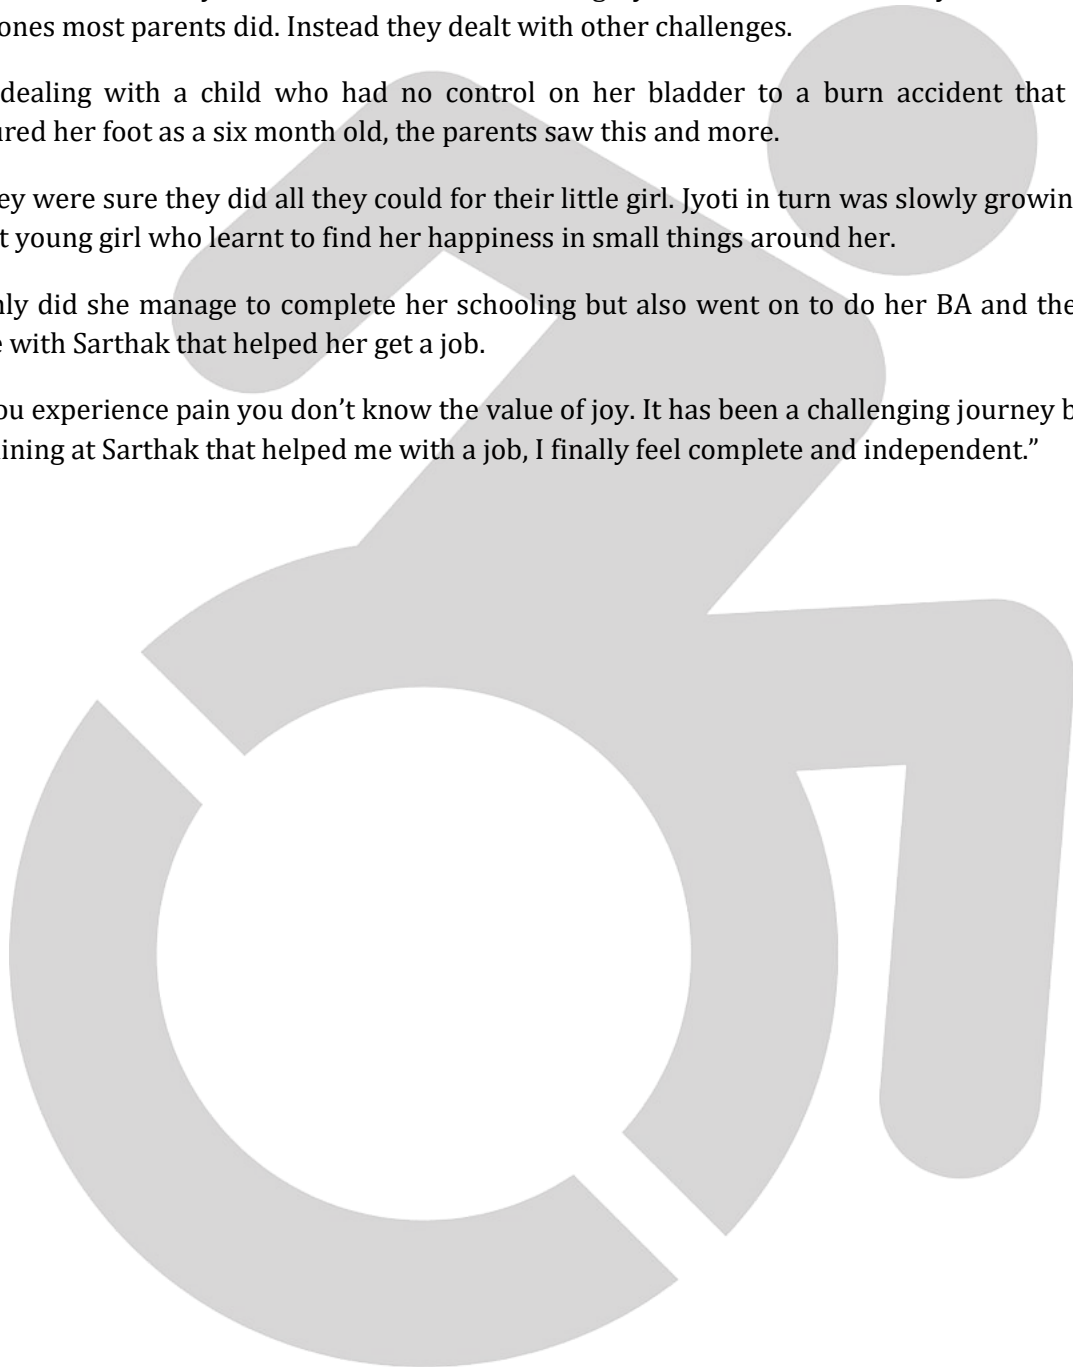 ones most parents did. Instead they dealt with other challenges.
dealing with a child who had no control on her bladder to a burn accident that
ured her foot as a six month old, the parents saw this and more.
ey were sure they did all they could for their little girl. Jyoti in turn was slowly growin
t young girl who learnt to find her happiness in small things around her.
nly did she manage to complete her schooling but also went on to do her BA and the
e with Sarthak that helped her get a job.
ou experience pain you don’t know the value of joy. It has been a challenging journey b
ining at Sarthak that helped me with a job, I finally feel complete and independent.”